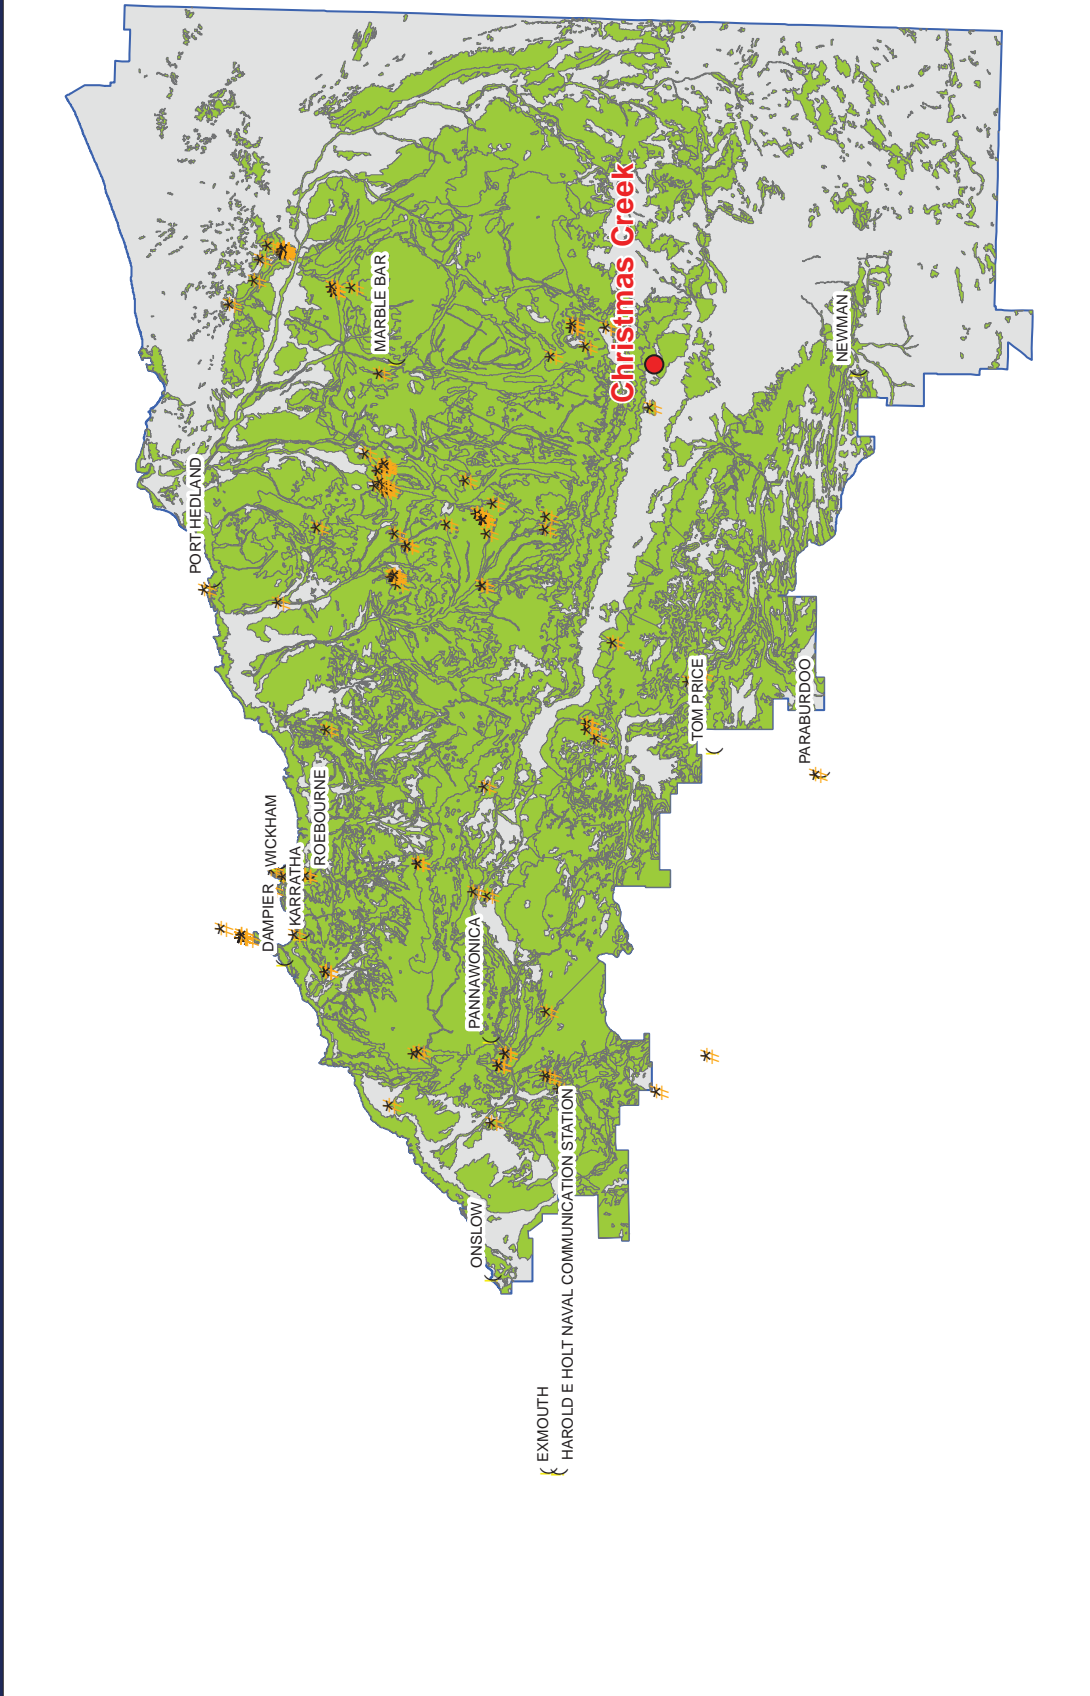 Christmas Creek
MARBLE BAR
NEWMAN
PORT HEDLAND
TOM PRICE
PARABURDOO
WICKHAM
DAMPIER
KARRATHA
ROEBOURNE
PANNAWONICA
ONSLOW
EXMOUTH
HAROLD E HOLT NAVAL COMMUNICATION STATION